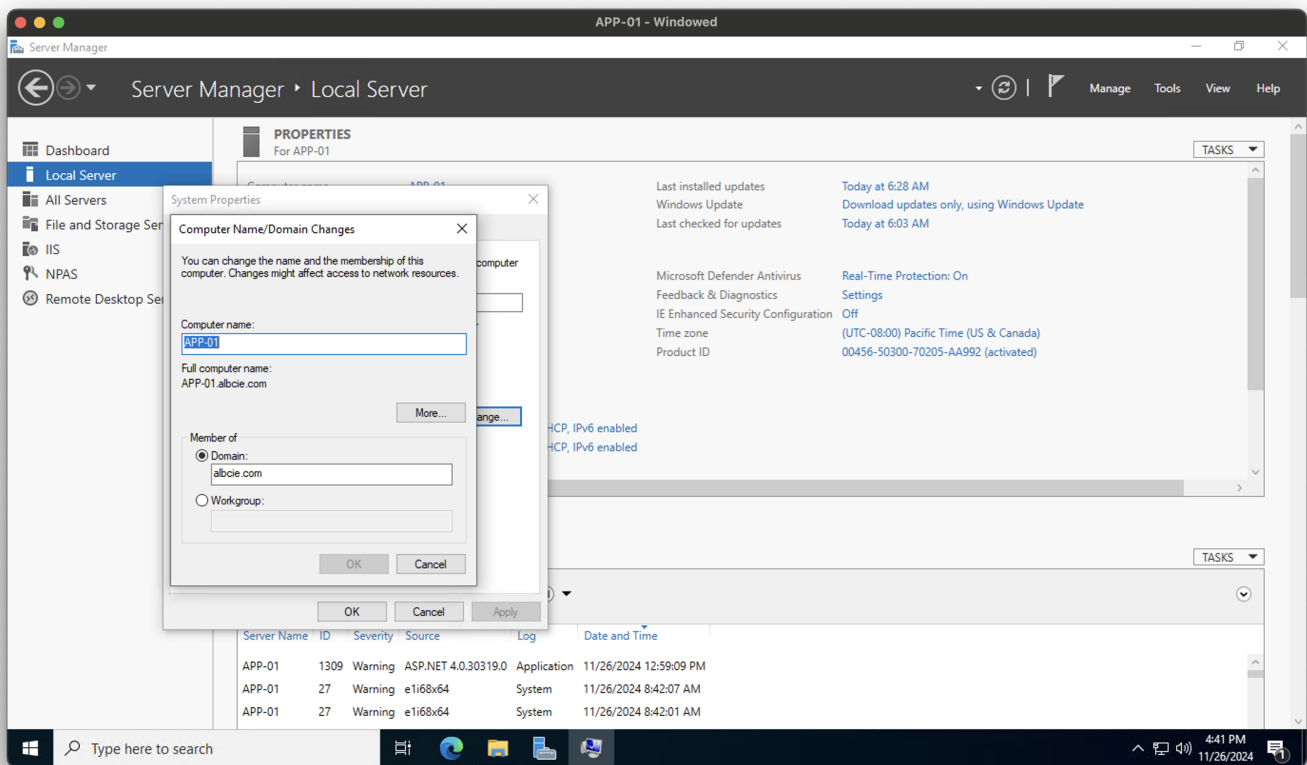 APP-01 - Windowed
Server Manager
Server Manager ‣ Local Server
Manage Tools View Help
Dashboard
Local Server
All Servers
File and Storage Ser
IIS
NPAS
Remote Desktop Ser
PROPERTIES
For APP-01
TASKS
Computer name APP-01
Last installed updates Today at 6:28 AM
Windows Update Download updates only, using Windows Update
Last checked for updates Today at 6:03 AM
Microsoft Defender Antivirus Real-Time Protection: On
Feedback & Diagnostics Settings
IE Enhanced Security Configuration Off
Time zone (UTC-08:00) Pacific Time (US & Canada)
Product ID 00456-50300-70205-AA992 (activated)
HCP, IPv6 enabled
HCP, IPv6 enabled
System Properties
computer
ange...
OK Cancel Apply
Computer Name/Domain Changes
You can change the name and the membership of this
computer. Changes might affect access to network resources.
Computer name:
APP-01
Full computer name:
APP-01.albcie.com
More...
Member of
Domain:
albcie.com
Workgroup:
OK Cancel
TASKS
Server Name ID Severity Source Log Date and Time
APP-01 1309 Warning ASP.NET 4.0.30319.0 Application 11/26/2024 12:59:09 PM
APP-01 27 Warning e1i68x64 System 11/26/2024 8:42:07 AM
APP-01 27 Warning e1i68x64 System 11/26/2024 8:42:01 AM
Type here to search
4:41 PM
11/26/2024
1